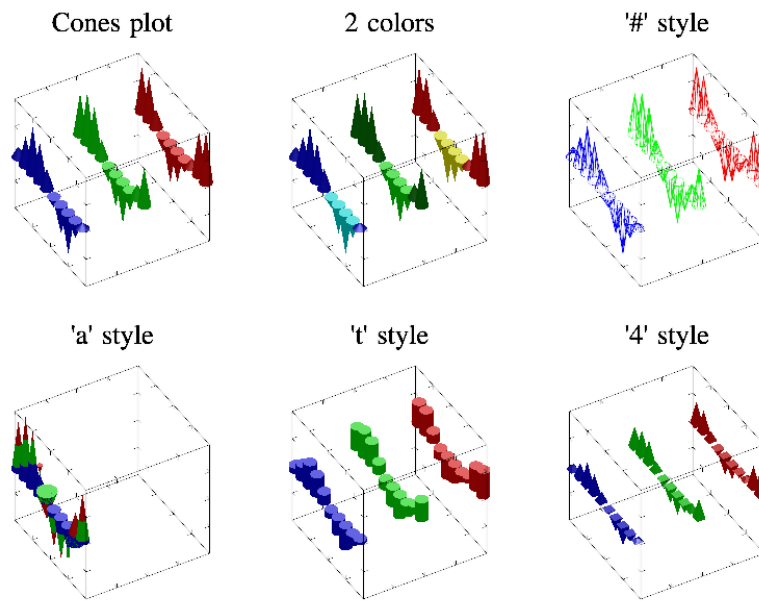 Cones plot
2 colors
'#' style
'a' style
't' style
'4' style